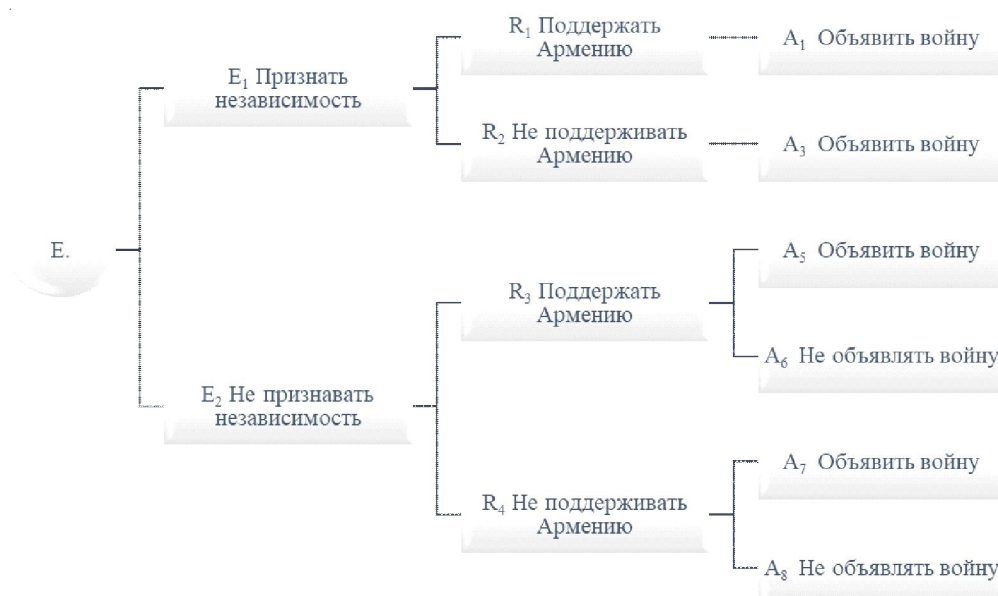 R₁ Поддержать
Армению
A₁ Объявить войну
E₁ Признать
независимость
R₂ Не поддерживать
Армению
A₃ Объявить войну
E.
R₃ Поддержать
Армению
A₅ Объявить войну
A₆ Не объявлять войну
E₂ Не признавать
независимость
R₄ Не поддерживать
Армению
A₇ Объявить войну
A₈ Не объявлять войну